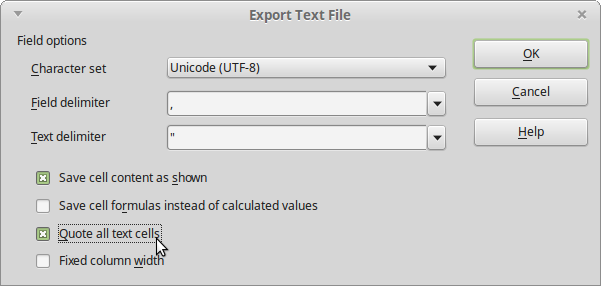 Export Text File
Field options
Character set
Unicode (UTF-8)
OK
Field delimiter
,
Cancel
Text delimiter
"
Help
Save cell content as shown
Save cell formulas instead of calculated values
Quote all text cells
Fixed column width